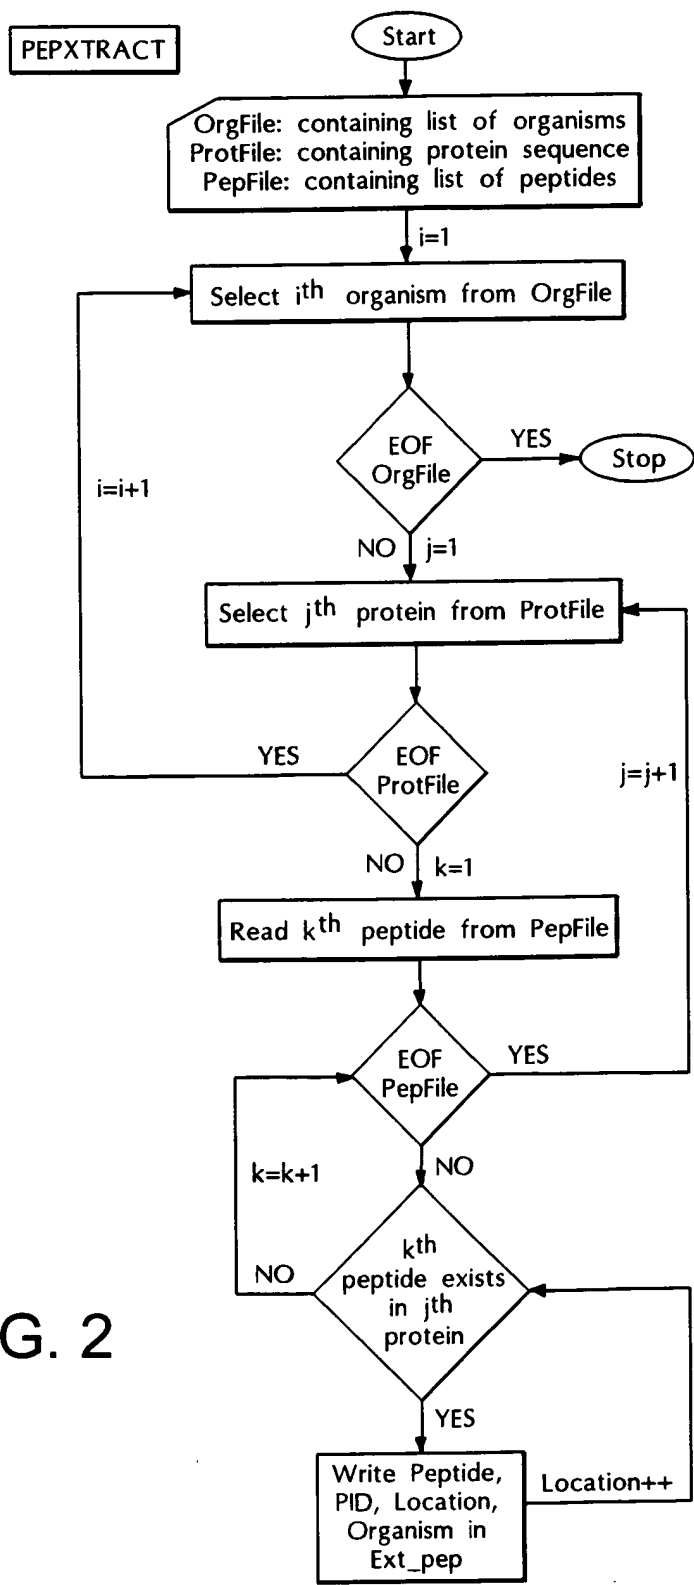 PEPXTRACT
Start
OrgFile: containing list of organisms
ProtFile: containing protein sequence
PepFile: containing list of peptides
i=1
Select ith organism from OrgFile
EOF
OrgFile
YES
Stop
i=i+1
NO
j=1
Select jth protein from ProtFile
EOF
ProtFile
YES
j=j+1
NO
k=1
Read kth peptide from PepFile
EOF
PepFile
YES
NO
k=k+1
kth
peptide exists
in jth
protein
NO
G. 2
YES
Write Peptide,
PID, Location,
Organism in
Ext_pep
Location++